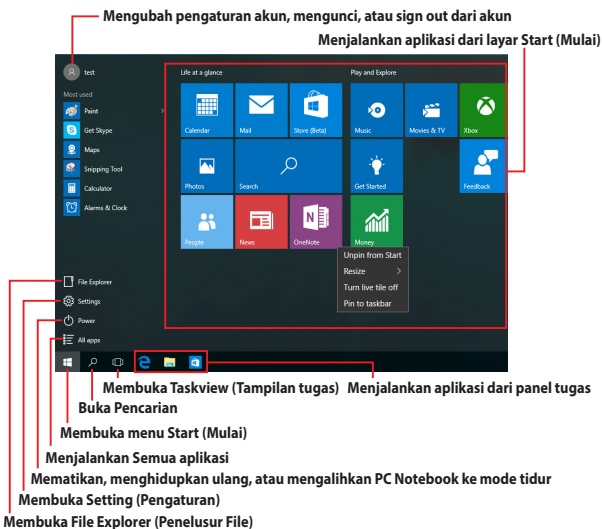 Mengubah pengaturan akun, mengunci, atau sign out dari akun
Menjalankan aplikasi dari layar Start (Mulai)
test
Life at a glance
Play and Explore
Most used
Paint
Get Skype
Maps
Snipping Tool
Calculator
Alarms & Clock
Calendar
Mail
Store (Beta)
Music
Movies & TV
Xbox
Photos
Search
Get Started
Feedback
People
News
OneNote
Money
Unpin from Start
Resize
Turn live tile off
Pin to taskbar
File Explorer
Settings
Power
All apps
Membuka Taskview (Tampilan tugas)
Menjalankan aplikasi dari panel tugas
Buka Pencarian
Membuka menu Start (Mulai)
Menjalankan Semua aplikasi
Mematikan, menghidupkan ulang, atau mengalihkan PC Notebook ke mode tidur
Membuka Setting (Pengaturan)
Membuka File Explorer (Penelusur File)